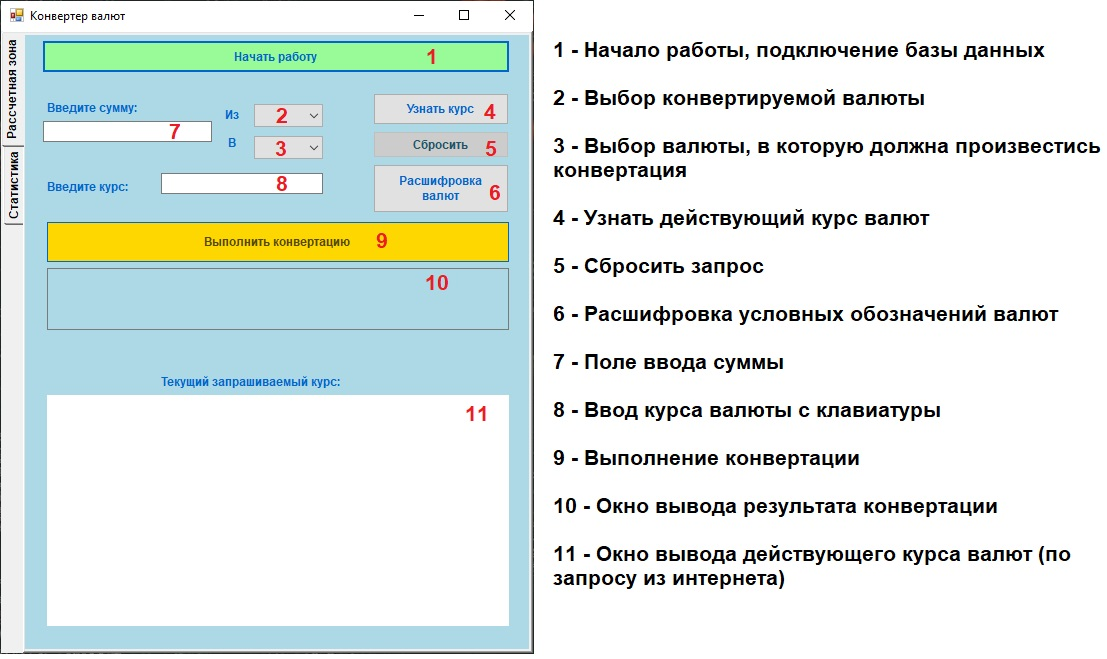 Конвертер валют
Рассчетная зона
Статистика
Начать работу 1
Введите сумму:
7
Из 2
В 3
Узнать курс 4
Сбросить 5
Расшифровка
валют 6
Введите курс: 8
Выполнить конвертацию 9
10
Текущий запрашиваемый курс:
11
1 - Начало работы, подключение базы данных
2 - Выбор конвертируемой валюты
3 - Выбор валюты, в которую должна произвестись
конвертация
4 - Узнать действующий курс валют
5 - Сбросить запрос
6 - Расшифровка условных обозначений валют
7 - Поле ввода суммы
8 - Ввод курса валюты с клавиатуры
9 - Выполнение конвертации
10 - Окно вывода результата конвертации
11 - Окно вывода действующего курса валют (по
запросу из интернета)